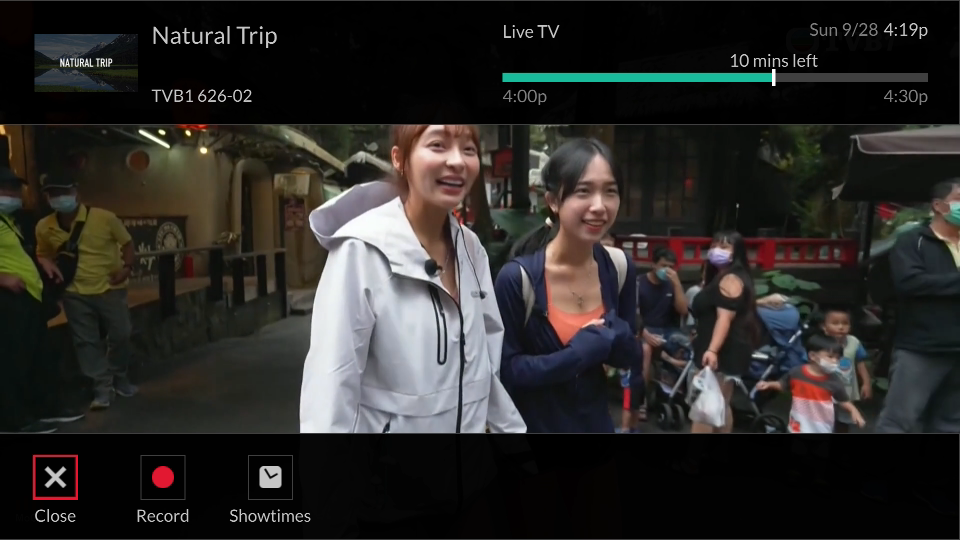 Natural Trip
NATURAL TRIP
TVB1 626-02
Live TV
Sun 9/28 4:19p
10 mins left
4:00p
4:30p
Close
Record
Showtimes